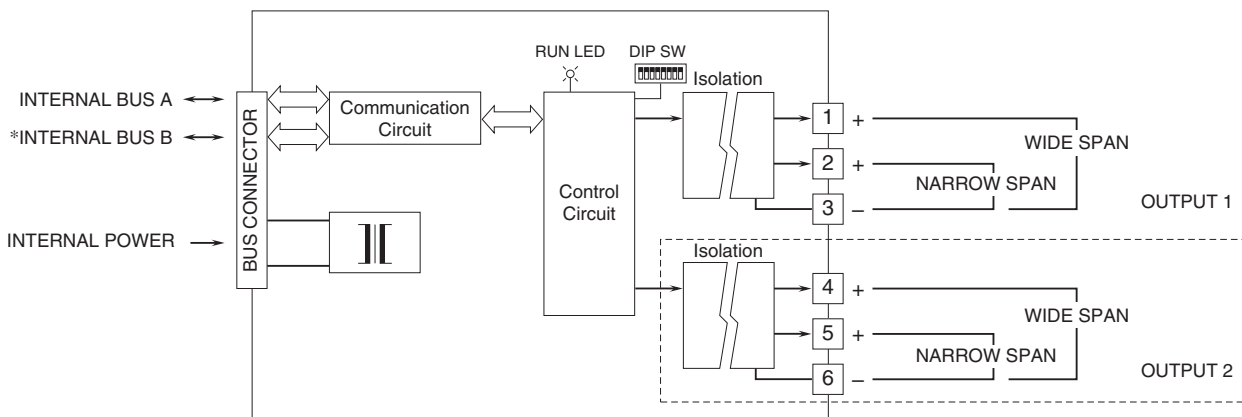 RUN LED
DIP SW
Isolation
INTERNAL BUS A
*INTERNAL BUS B
INTERNAL POWER
BUS CONNECTOR
Communication
Circuit
Control
Circuit
1 +
2 +
3 –
WIDE SPAN
NARROW SPAN
OUTPUT 1
Isolation
4 +
5 +
6 –
WIDE SPAN
NARROW SPAN
OUTPUT 2